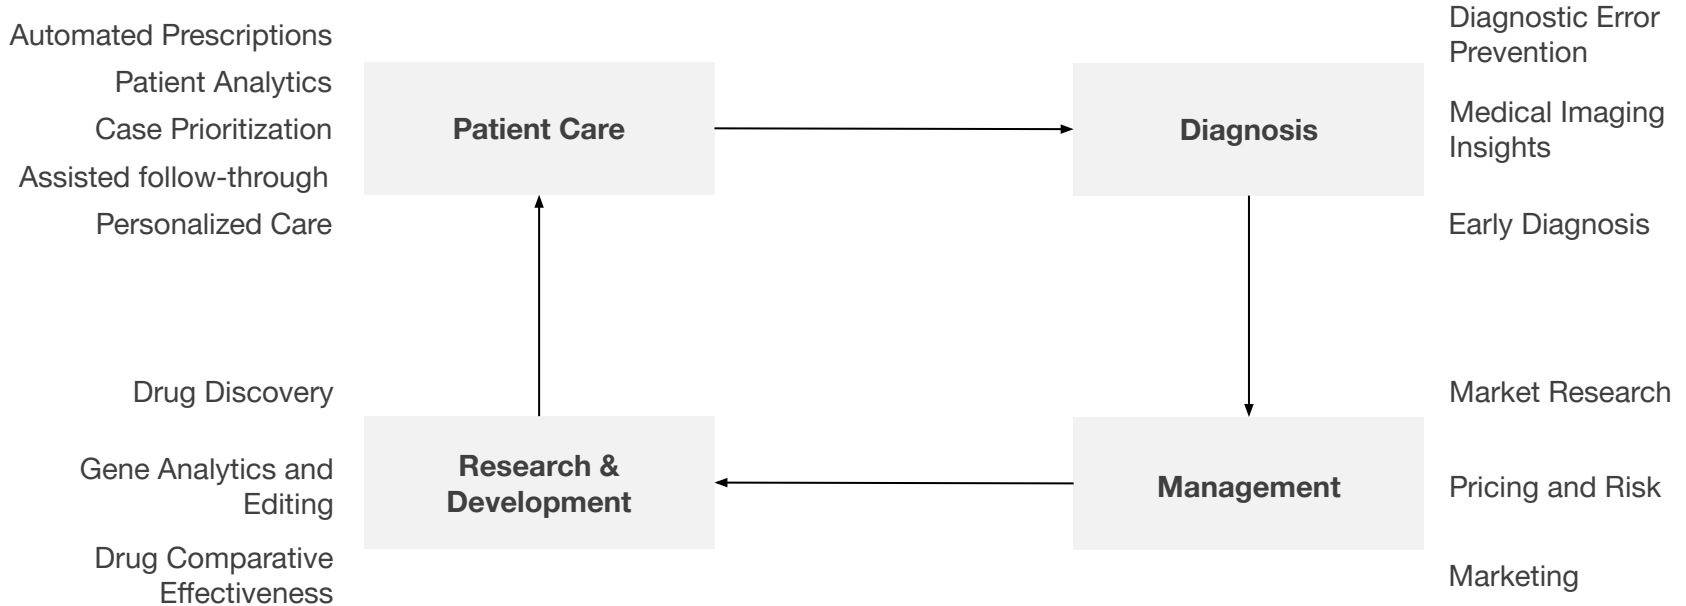 Automated Prescriptions
Patient Analytics
Case Prioritization
Assisted follow-through
Personalized Care
Patient Care
Diagnosis
Diagnostic Error
Prevention
Medical Imaging
Insights
Early Diagnosis
Drug Discovery
Gene Analytics and
Editing
Drug Comparative
Effectiveness
Research &
Development
Management
Market Research
Pricing and Risk
Marketing